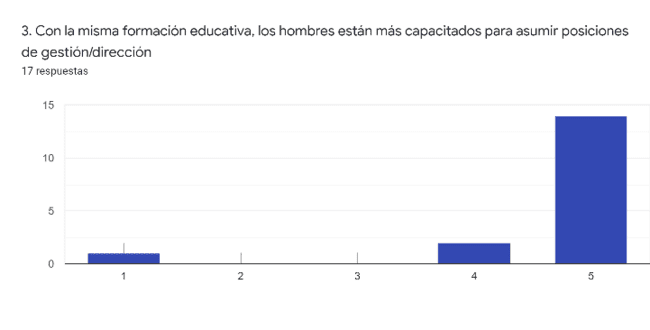 3. Con la misma formación educativa, los hombres están más capacitados para asumir posiciones
de gestión/dirección
17 respuestas
15
10
5
0
1 2 3 4 5